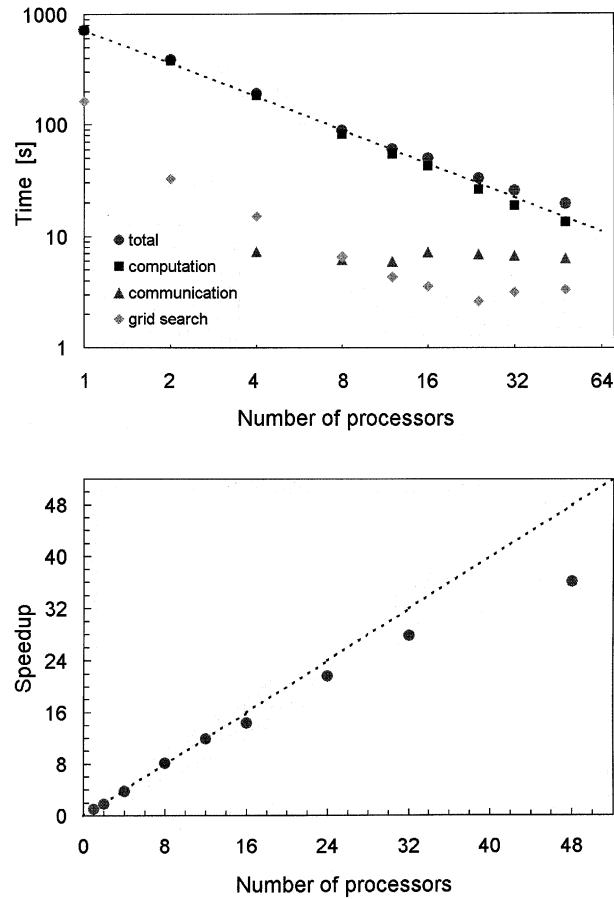 1000
100
10
1
Time [s]
total
computation
communication
grid search
1 2 4 8 16 32 64
Number of processors
48
40
32
24
16
8
0
Speedup
0 8 16 24 32 40 48
Number of processors